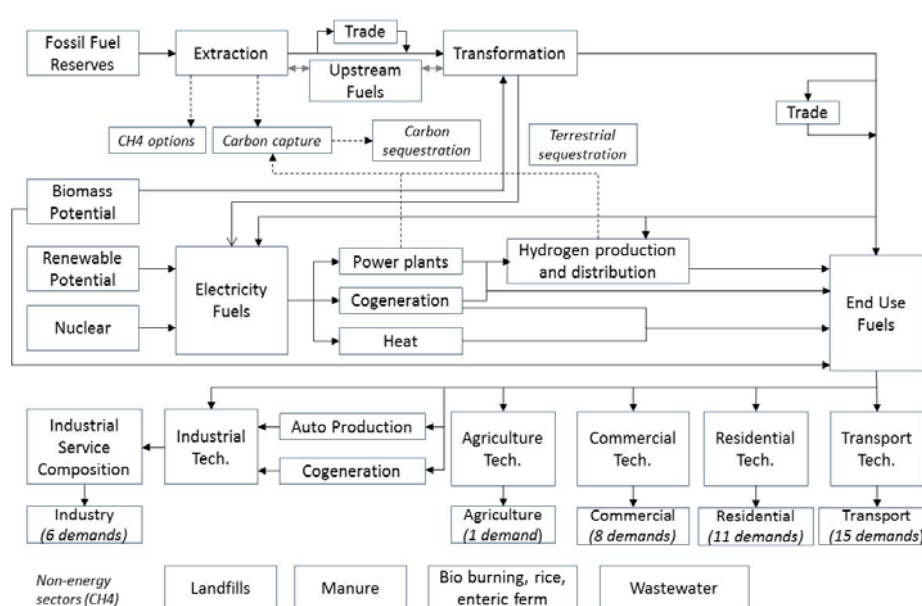 Fossil Fuel
Reserves
Extraction
Trade
Transformation
Upstream
Fuels
Trade
CH4 options
Carbon capture
Carbon
sequestration
Terrestrial
sequestration
Biomass
Potential
Renewable
Potential
Nuclear
Electricity
Fuels
Power plants
Cogeneration
Heat
Hydrogen production
and distribution
End Use
Fuels
Industrial
Service
Composition
Industrial
Tech.
Auto Production
Cogeneration
Agriculture
Tech.
Commercial
Tech.
Residential
Tech.
Transport
Tech.
Industry
(6 demands)
Agriculture
(1 demand)
Commercial
(8 demands)
Residential
(11 demands)
Transport
(15 demands)
Non-energy
sectors (CH4)
Landfills
Manure
Bio burning, rice,
enteric ferm
Wastewater